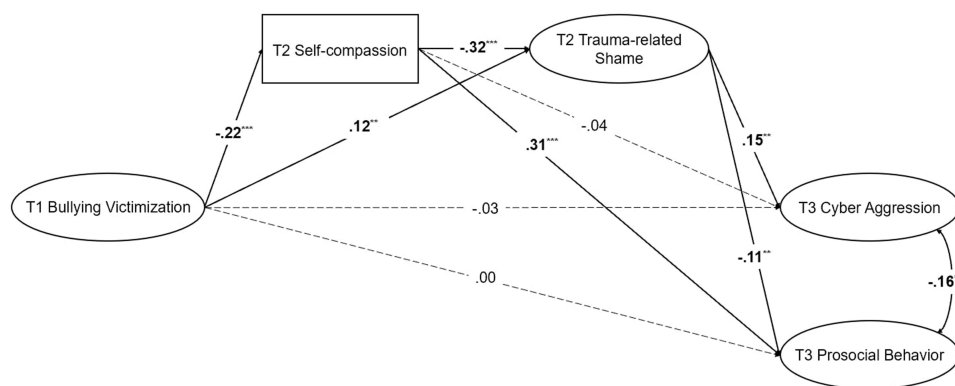 T2 Self-compassion
-.32***
T2 Trauma-related
Shame
-.22***
.12**
-.04
.31***
.15**
T1 Bullying Victimization
-.03
T3 Cyber Aggression
-.11**
.00
-.16*
T3 Prosocial Behavior